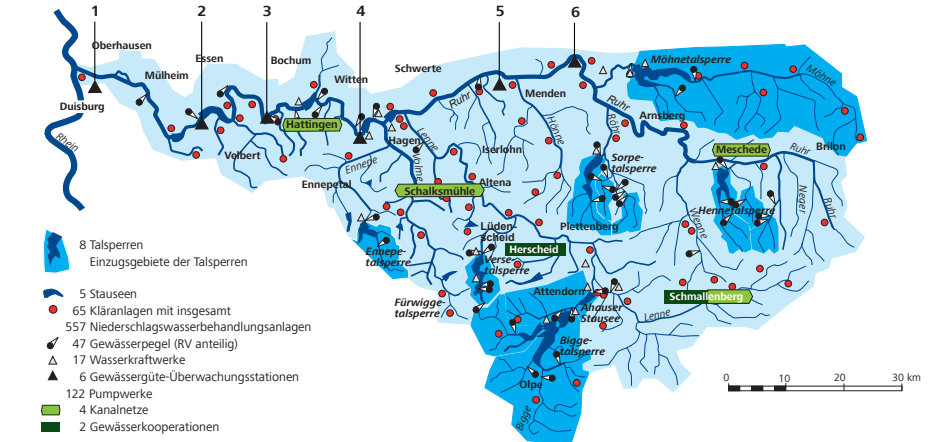 1 2 3 4 5 6
Oberhausen
Mülheim
Essen
Bochum
Witten
Schwerte
Duisburg
Rhein
Velbert
Hattingen
Hagen
Ennepe
Ennepetal
Volme
Lenne
Ruhr
Iserlohn
Menden
Hönne
Röhr
Ruhr
Arnsberg
Möhnetalsperre
Möhne
Brilon
Meschede
Ruhr
Sorpe-
talsperre
Hennetalsperre
Wenne
Neger
Ruhr
Schalksmühle
Altena
Plettenberg
Lüden-
scheid
Herscheid
Ennepe-
talsperre
Verse-
talsperre
Fürwigge-
talsperre
Attendorn
Ahauser
Stausee
Bigge-
talsperre
Olpe
Bigge
Schmallenberg
Lenne
8 Talsperren
Einzugsgebiete der Talsperren
5 Stauseen
65 Kläranlagen mit insgesamt
557 Niederschlagswasserbehandlungsanlagen
47 Gewässerpegel (RV anteilig)
17 Wasserkraftwerke
6 Gewässergüte-Überwachungsstationen
122 Pumpwerke
4 Kanalnetze
2 Gewässerkooperationen
0 10 20 30 km